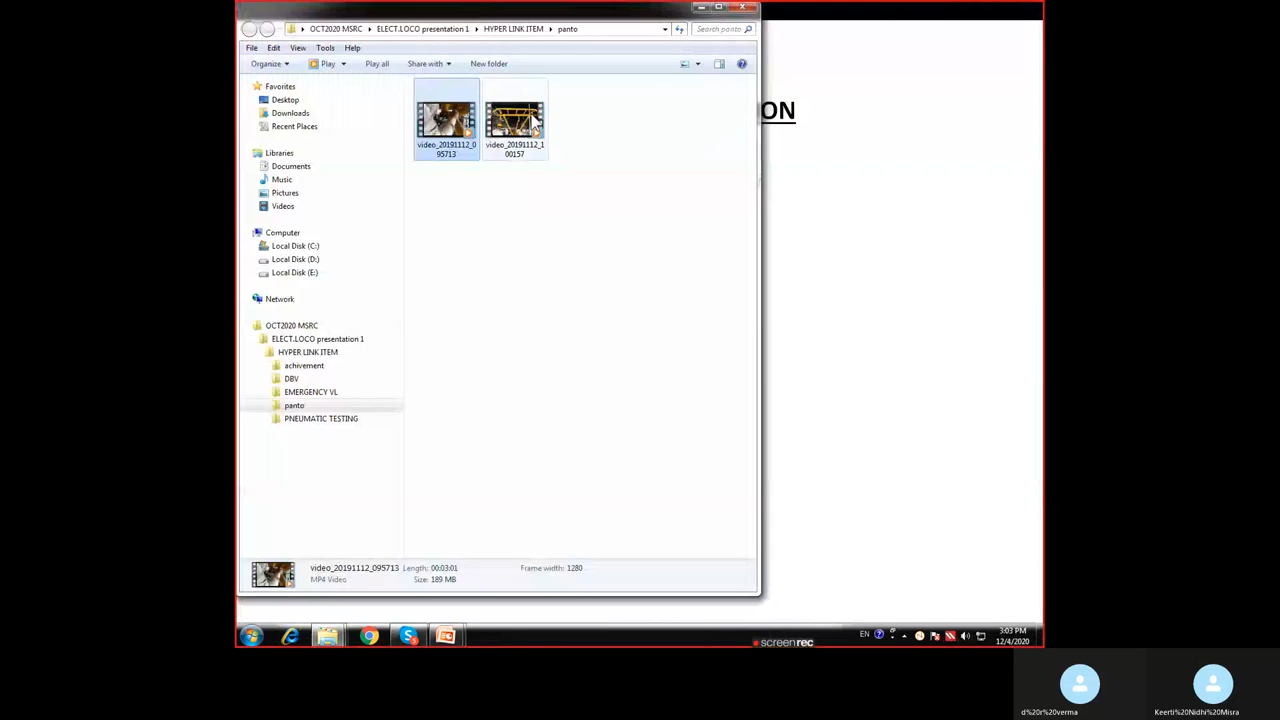 OCT2020 MSRC ELECT.LOCO presentation 1 HYPER LINK ITEM panto Search panto
File Edit View Tools Help
Organize Play Play all Share with New folder
Favorites
Desktop
Downloads
Recent Places
Libraries
Documents
Music
Pictures
Videos
Computer
Local Disk (C:)
Local Disk (D:)
Local Disk (E:)
Network
OCT2020 MSRC
ELECT.LOCO presentation 1
HYPER LINK ITEM
achivement
DBV
EMERGENCY VL
panto
PNEUMATIC TESTING
video_20191112_0
95713
video_20191112_1
00157
ON
video_20191112_095713 Length: 00:03:01 Frame width: 1280
MP4 Video Size: 189 MB
EN 3:03 PM
12/4/2020
screenrec
d%20r%20verma
Keerti%20Nidhi%20Misra